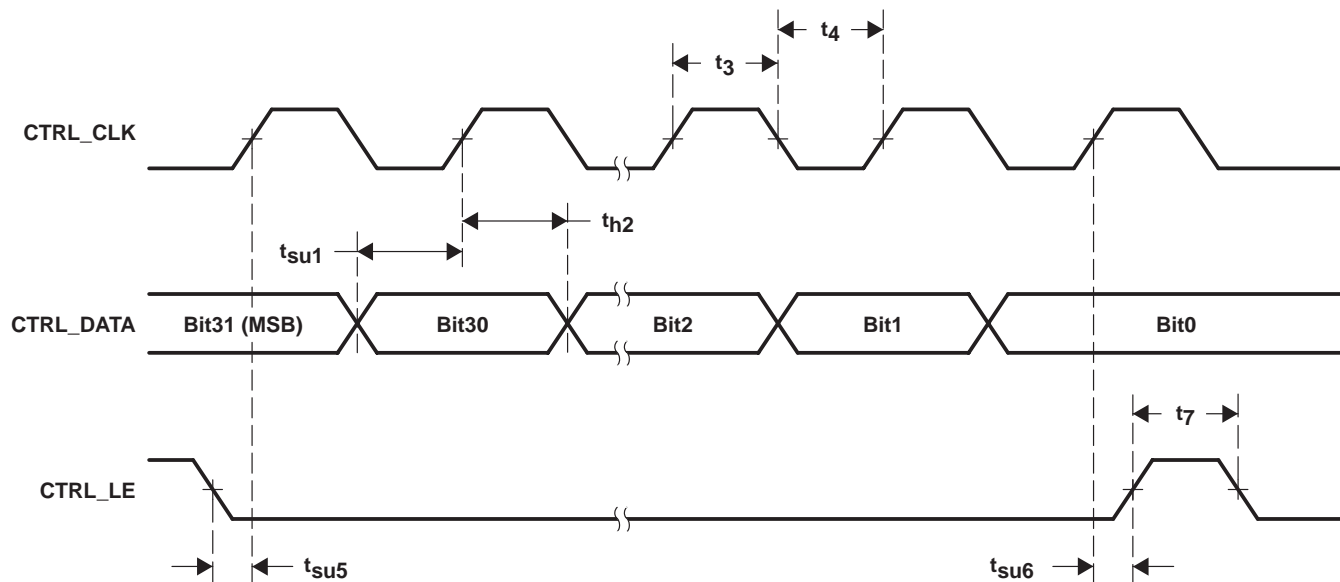 t4
t3
CTRL_CLK
th2
tsu1
CTRL_DATA
Bit31 (MSB)
Bit30
Bit2
Bit1
Bit0
t7
CTRL_LE
tsu5
tsu6